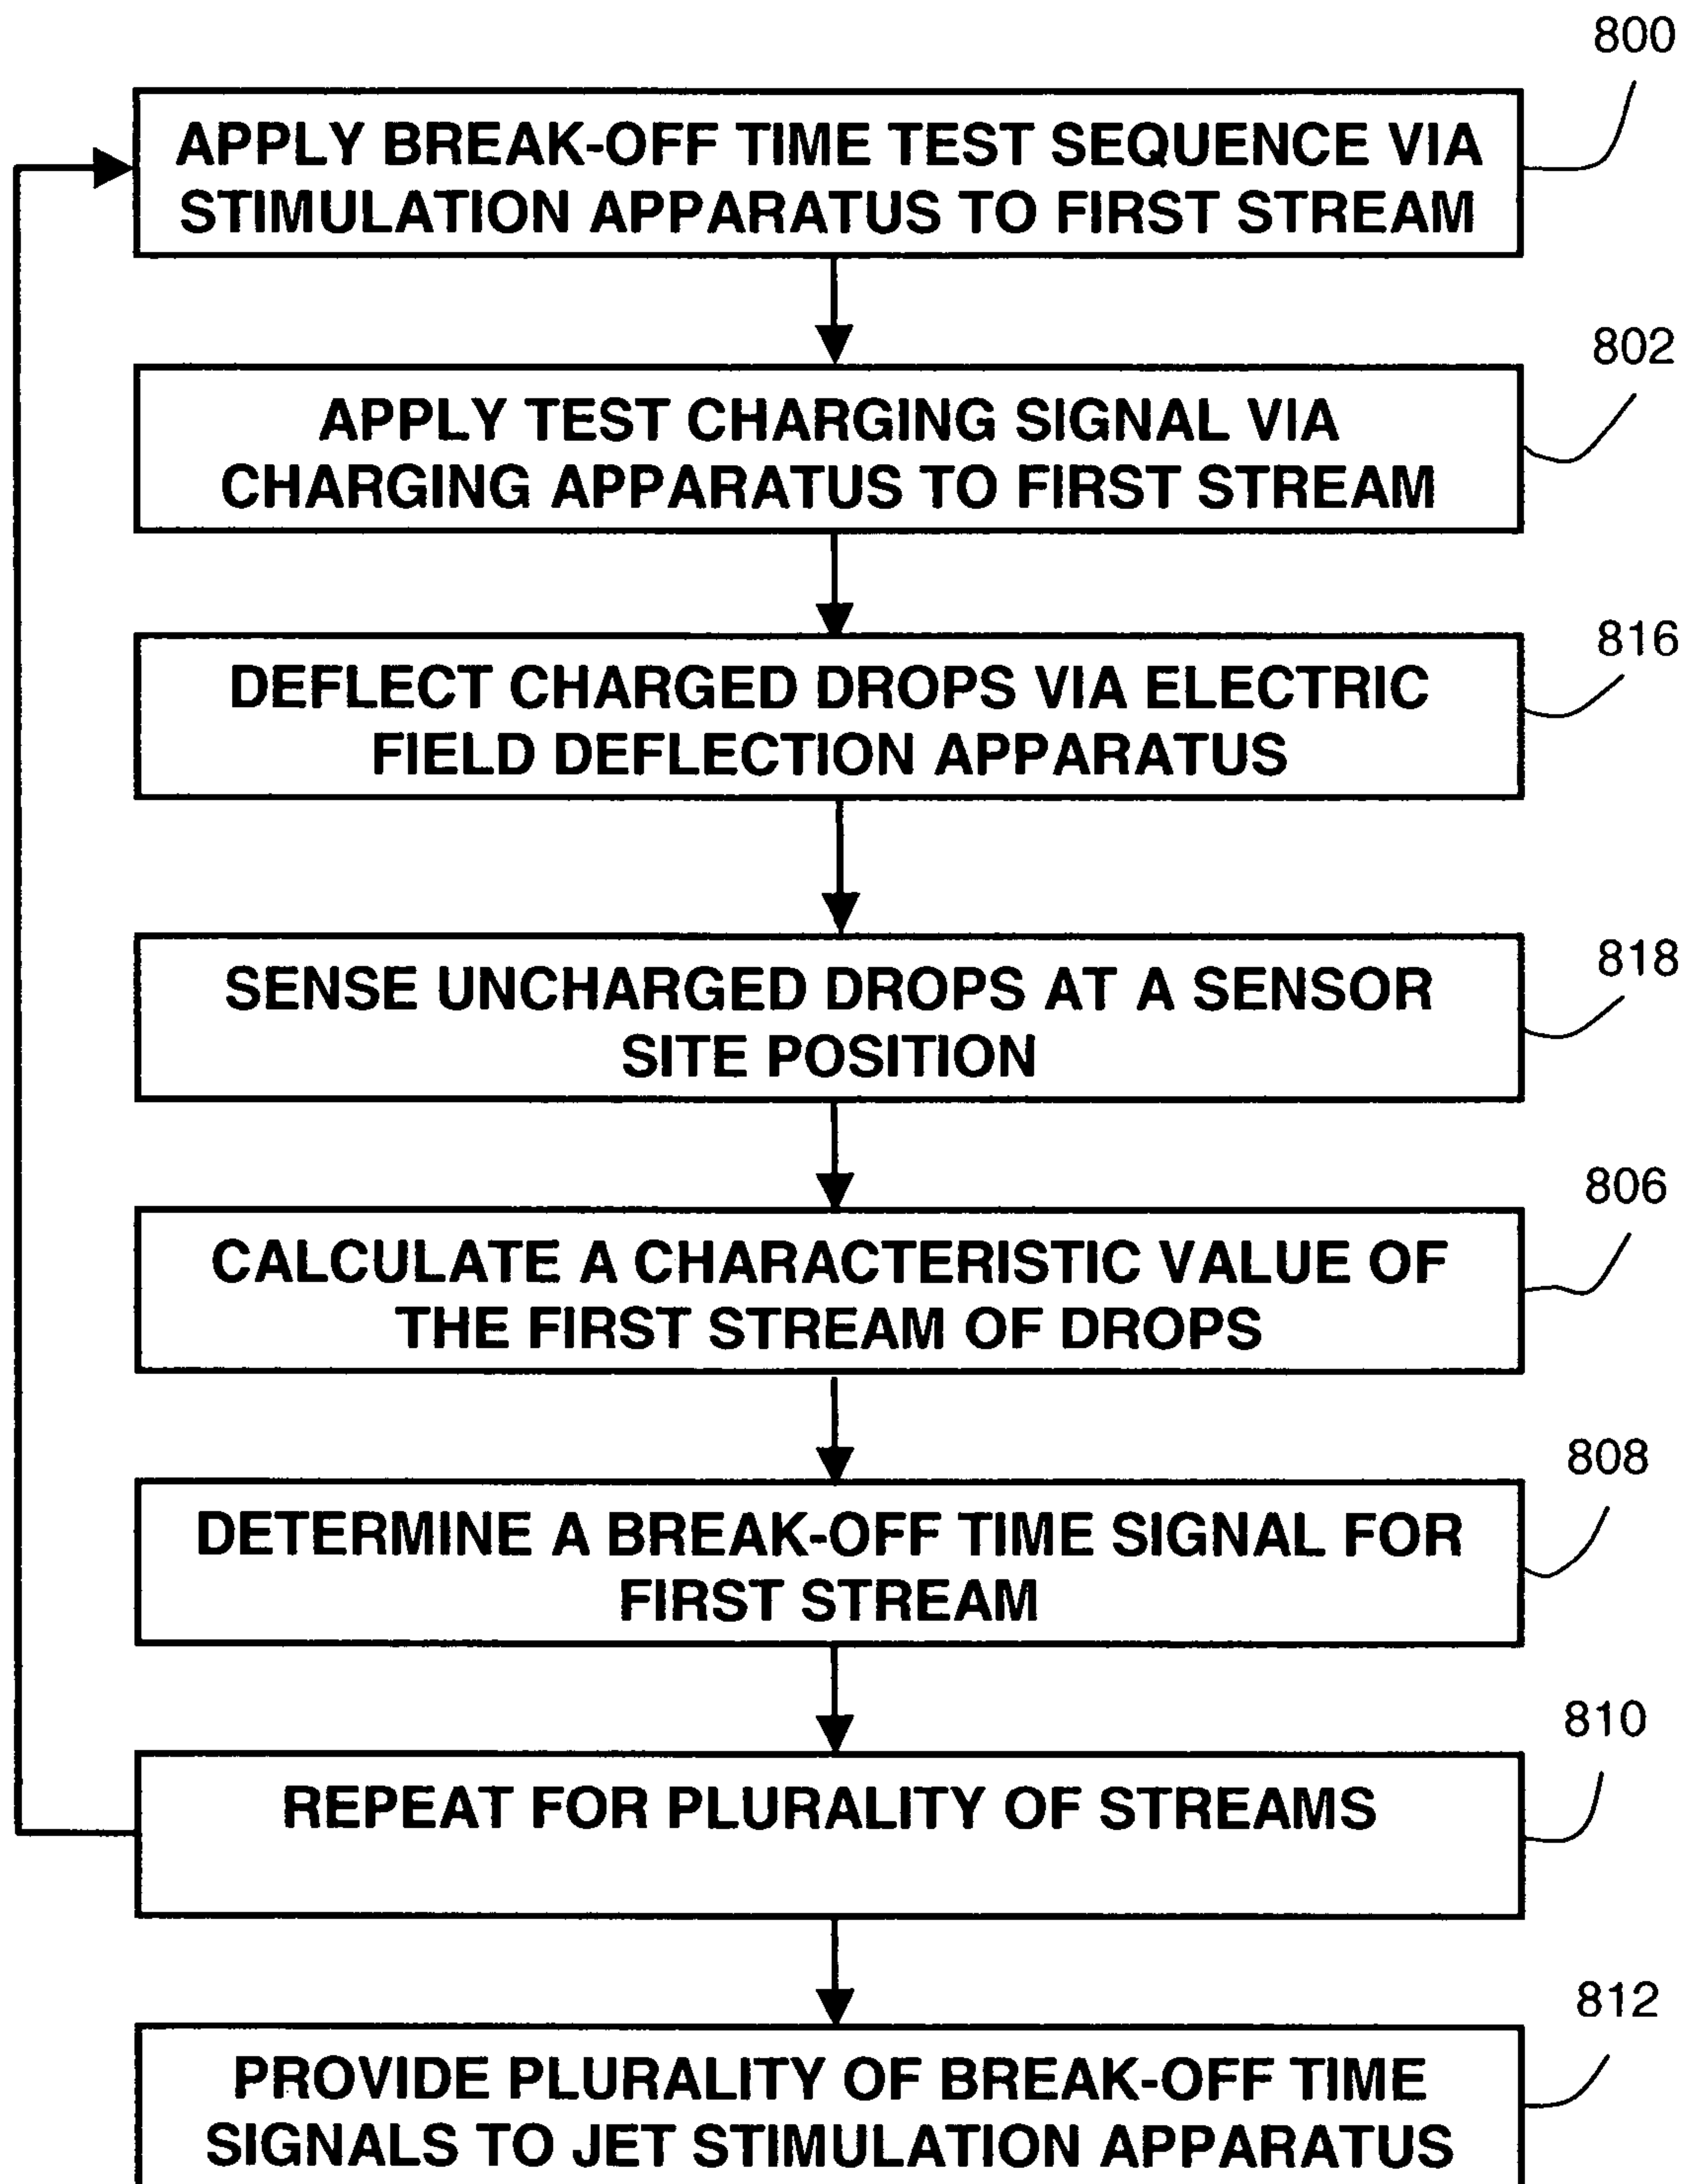 800
APPLY BREAK-OFF TIME TEST SEQUENCE VIA
STIMULATION APPARATUS TO FIRST STREAM
802
APPLY TEST CHARGING SIGNAL VIA
CHARGING APPARATUS TO FIRST STREAM
816
DEFLECT CHARGED DROPS VIA ELECTRIC
FIELD DEFLECTION APPARATUS
818
SENSE UNCHARGED DROPS AT A SENSOR
SITE POSITION
806
CALCULATE A CHARACTERISTIC VALUE OF
THE FIRST STREAM OF DROPS
808
DETERMINE A BREAK-OFF TIME SIGNAL FOR
FIRST STREAM
810
REPEAT FOR PLURALITY OF STREAMS
812
PROVIDE PLURALITY OF BREAK-OFF TIME
SIGNALS TO JET STIMULATION APPARATUS